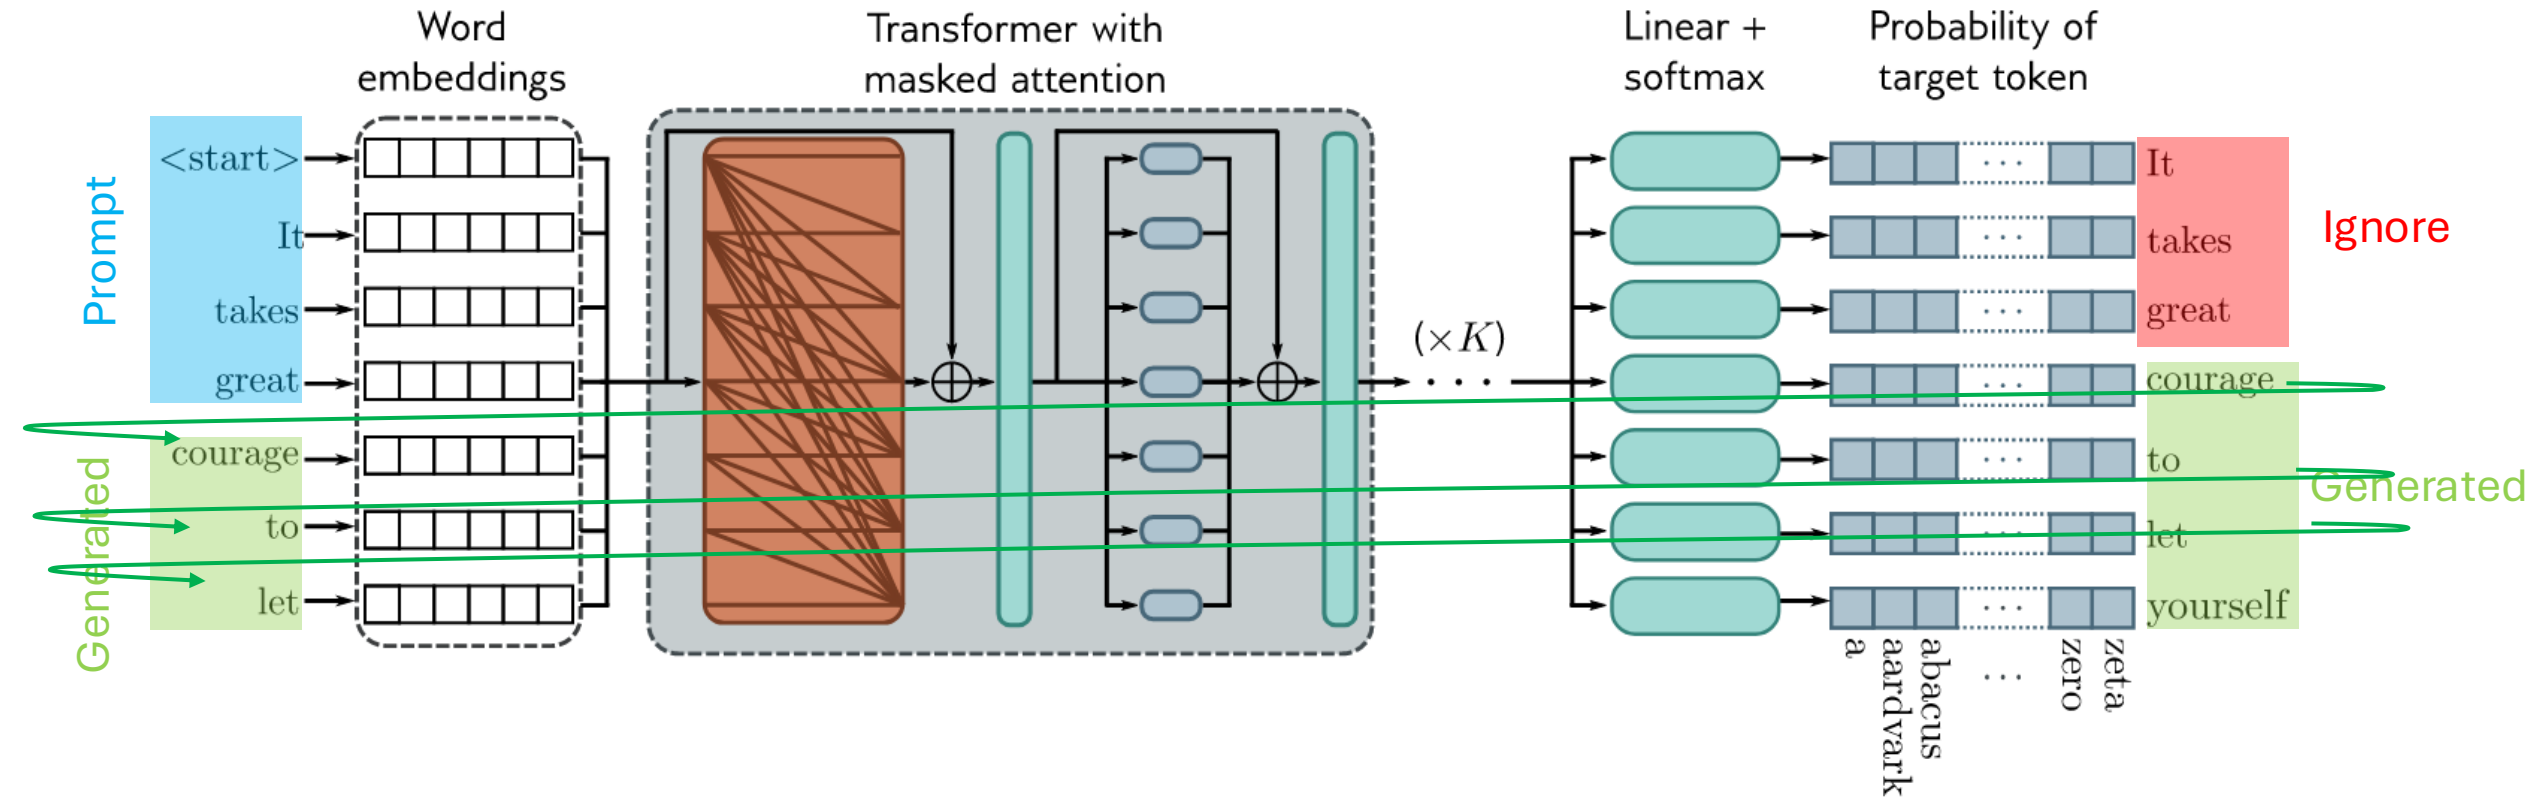 Word
embeddings
Transformer with
masked attention
Linear +
softmax
Probability of
target token
Prompt
<start>
It
takes
great
Generated
courage
to
let
(×K)
· · ·
It
takes
great
Ignore
courage
to
let
yourself
Generated
a
aardvark
abacus
· · ·
zero
zeta